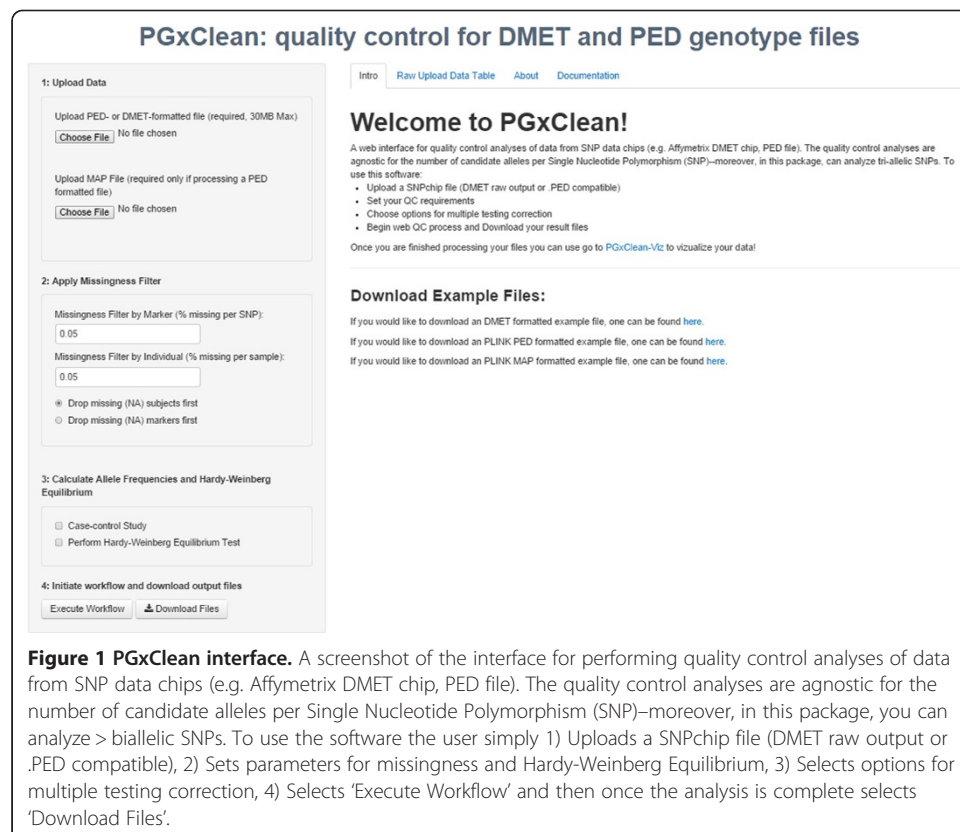 PGxClean: quality control for DMET and PED genotype files
1: Upload Data
Upload PED- or DMET-formatted file (required, 30MB Max)
Choose File No file chosen
Upload MAP File (required only if processing a PED
formatted file)
Choose File No file chosen
2: Apply Missingness Filter
Missingness Filter by Marker (% missing per SNP):
0.05
Missingness Filter by Individual (% missing per sample):
0.05
Drop missing (NA) subjects first
Drop missing (NA) markers first
3: Calculate Allele Frequencies and Hardy-Weinberg
Equilibrium
Case-control Study
Perform Hardy-Weinberg Equilibrium Test
4: Initiate workflow and download output files
Execute Workflow Download Files
Intro Raw Upload Data Table About Documentation
Welcome to PGxClean!
A web interface for quality control analyses of data from SNP data chips (e.g. Affymetrix DMET chip, PED file). The quality control analyses are
agnostic for the number of candidate alleles per Single Nucleotide Polymorphism (SNP)–moreover, in this package, can analyze tri-allelic SNPs. To
use this software:
• Upload a SNPchip file (DMET raw output or .PED compatible)
• Set your QC requirements
• Choose options for multiple testing correction
• Begin web QC process and Download your result files
Once you are finished processing your files you can use go to PGxClean-Viz to vizualize your data!
Download Example Files:
If you would like to download an DMET formatted example file, one can be found here.
If you would like to download an PLINK PED formatted example file, one can be found here.
If you would like to download an PLINK MAP formatted example file, one can be found here.
Figure 1 PGxClean interface. A screenshot of the interface for performing quality control analyses of data
from SNP data chips (e.g. Affymetrix DMET chip, PED file). The quality control analyses are agnostic for the
number of candidate alleles per Single Nucleotide Polymorphism (SNP)–moreover, in this package, you can
analyze > biallelic SNPs. To use the software the user simply 1) Uploads a SNPchip file (DMET raw output or
.PED compatible), 2) Sets parameters for missingness and Hardy-Weinberg Equilibrium, 3) Selects options for
multiple testing correction, 4) Selects ‘Execute Workflow’ and then once the analysis is complete selects
‘Download Files’.